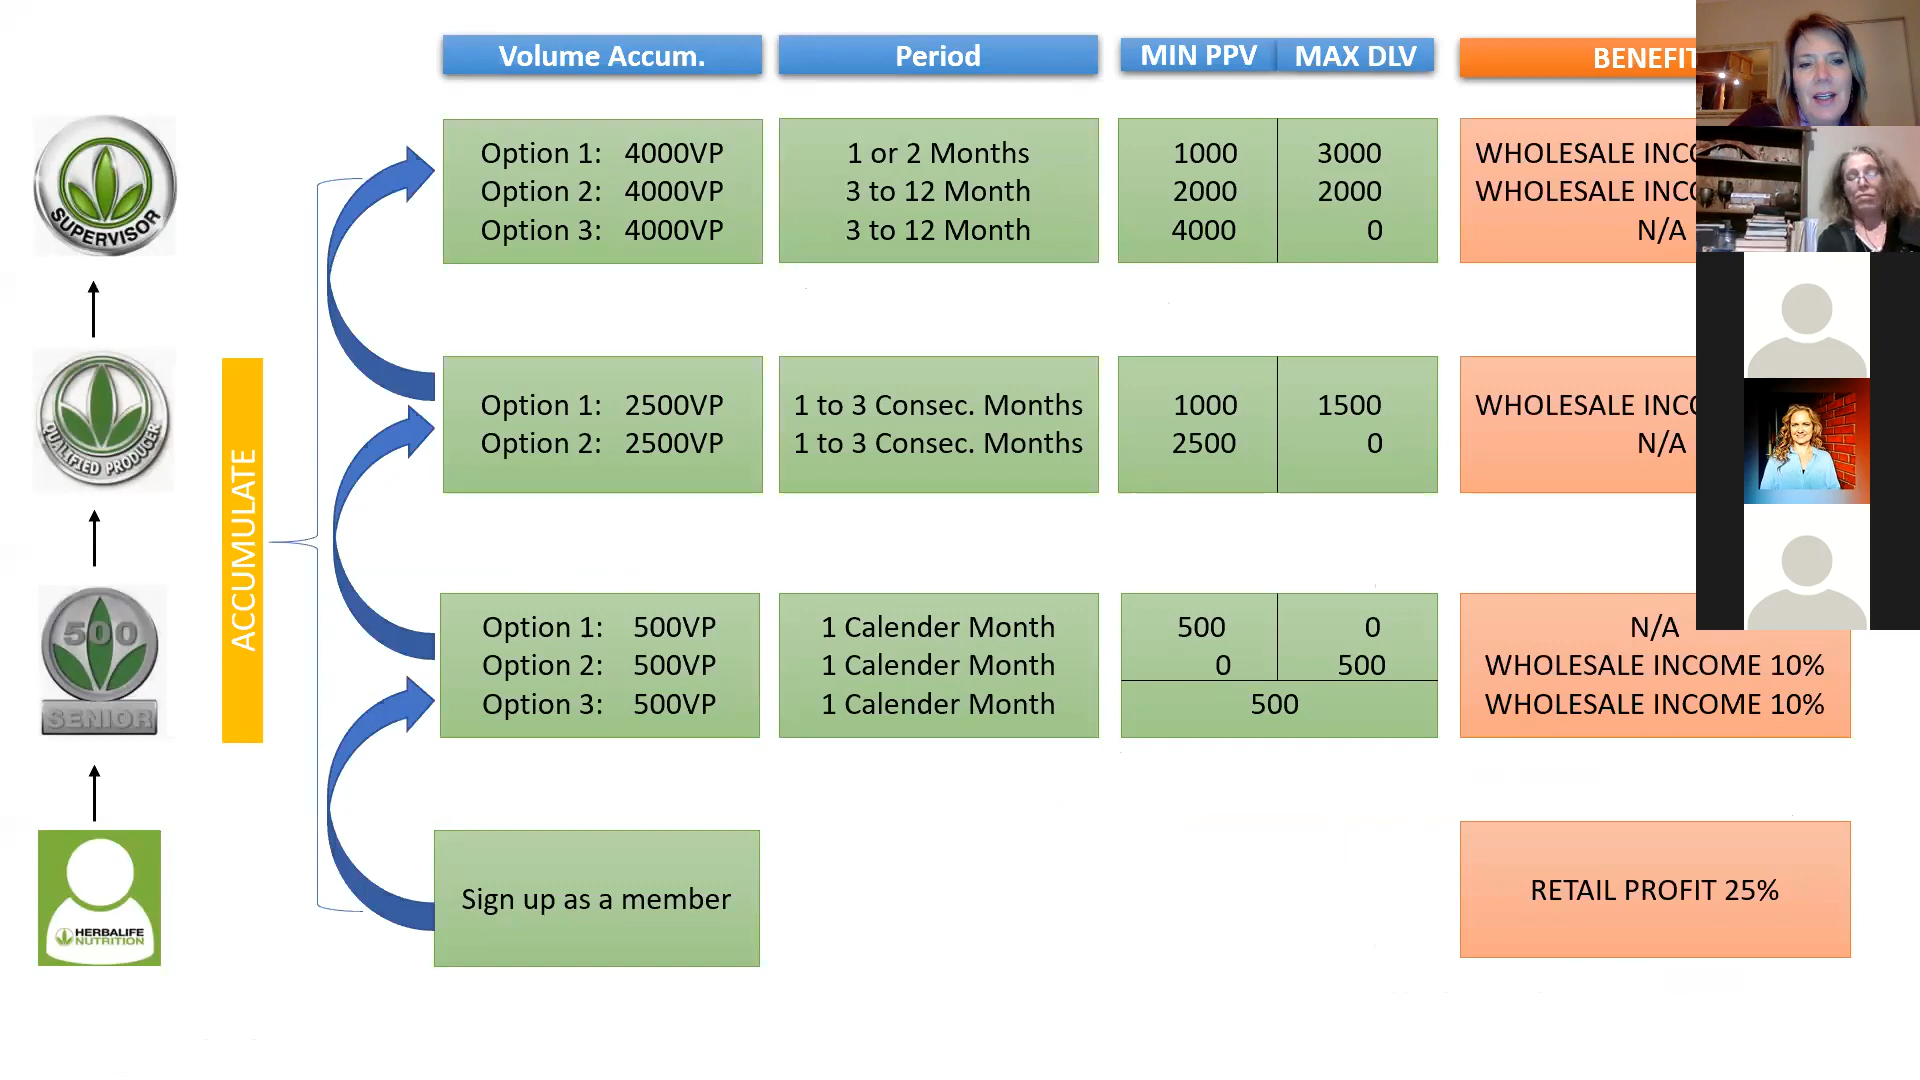 Volume Accum. Period MIN PPV MAX DLV
Option 1: 4000VP 1 or 2 Months 1000 3000
Option 2: 4000VP 3 to 12 Month 2000 2000
Option 3: 4000VP 3 to 12 Month 4000 0 N/A
WHOLESALE
WHOLESALE
SUPERVISOR
Option 1: 2500VP 1 to 3 Consec. Months 1000 1500
Option 2: 2500VP 1 to 3 Consec. Months 2500 0 N/A
WHOLESALE
QUALIFIED PRODUCER
ACCUMULATE
Option 1: 500VP 1 Calender Month 500 0 N/A
Option 2: 500VP 1 Calender Month 0 500 WHOLESALE INCOME 10%
Option 3: 500VP 1 Calender Month 500 WHOLESALE INCOME 10%
500
SENIOR
Sign up as a member RETAIL PROFIT 25%
HERBALIFE
NUTRITION